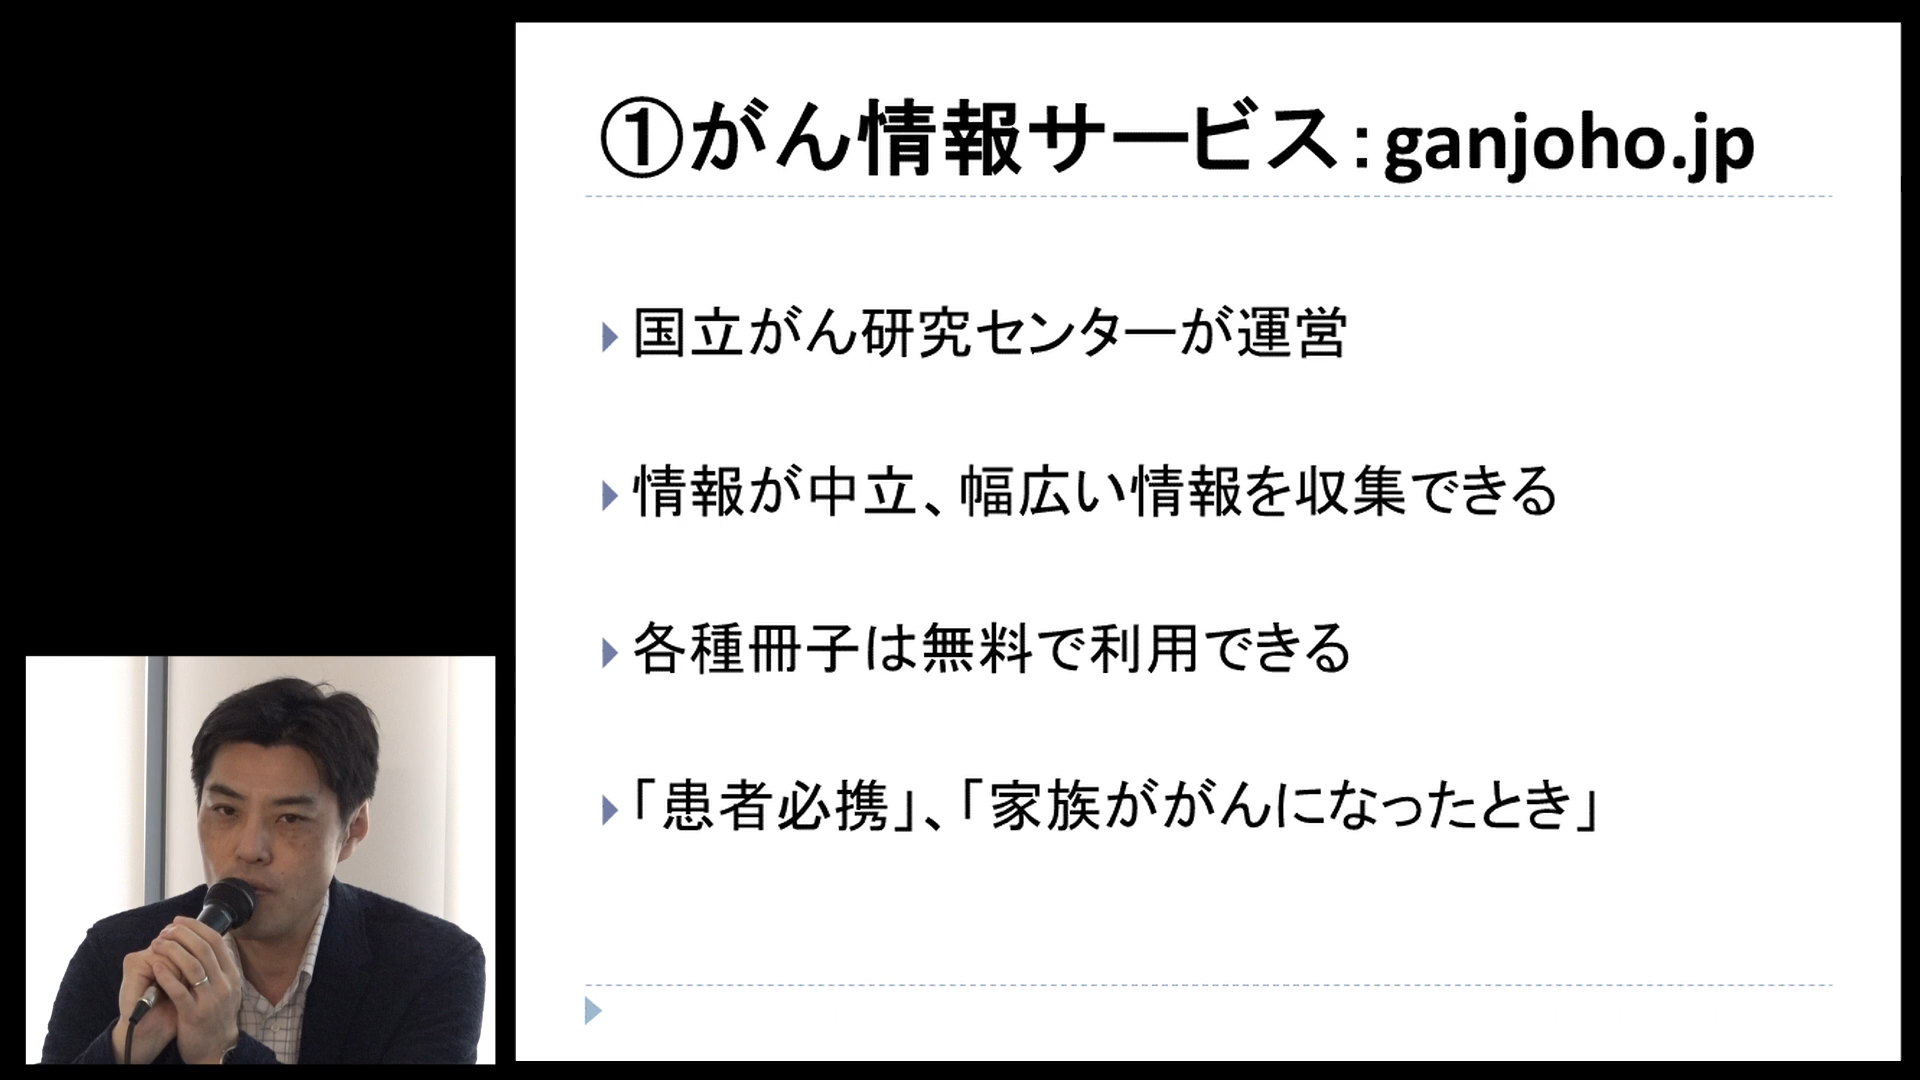 ①がん情報サービス：ganjoho.jp
国立がん研究センターが運営
情報が中立、幅広い情報を収集できる
各種冊子は無料で利用できる
「患者必携」、「家族ががんになったとき」